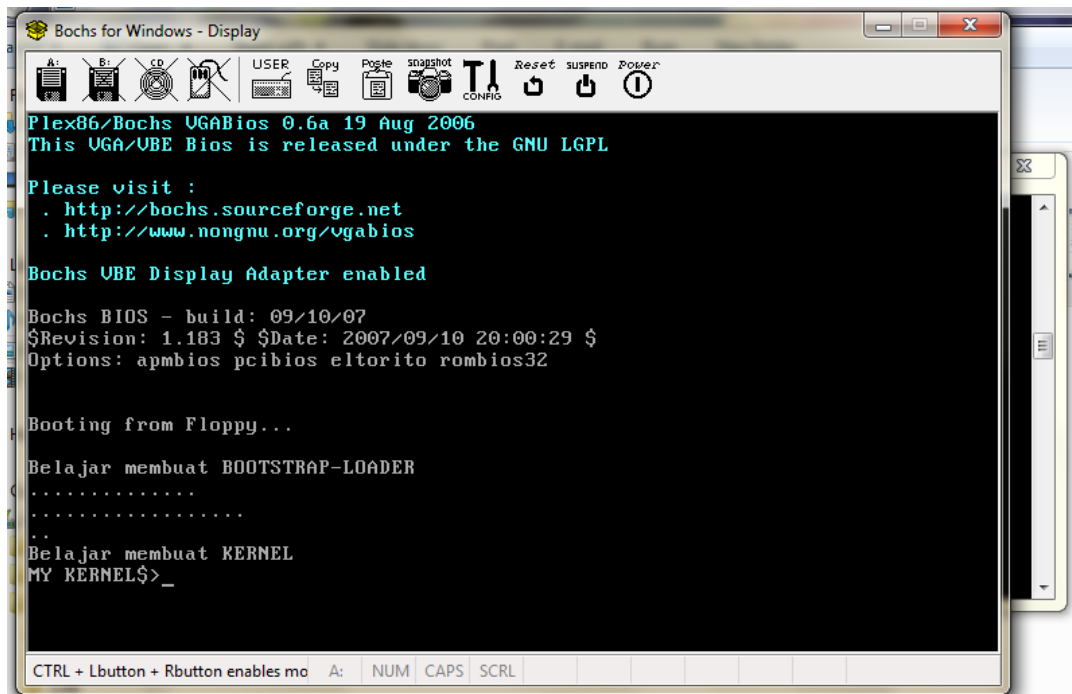 Bochs for Windows - Display
A: B: CD USER Copy Paste snapshot CONFIG Reset SUSPEND Power
Plex86/Bochs VGABios 0.6a 19 Aug 2006
This VGA/VBE Bios is released under the GNU LGPL
Please visit :
. http://bochs.sourceforge.net
. http://www.nongnu.org/vgabios
Bochs VBE Display Adapter enabled
Bochs BIOS - build: 09/10/07
$Revision: 1.183 $ $Date: 2007/09/10 20:00:29 $
Options: apmbios pcibios eltorito rombios32
Booting from Floppy...
Belajar membuat BOOTSTRAP-LOADER
..............
..................
..
Belajar membuat KERNEL
MY KERNEL$>_
CTRL + Lbutton + Rbutton enables mo A: NUM CAPS SCRL